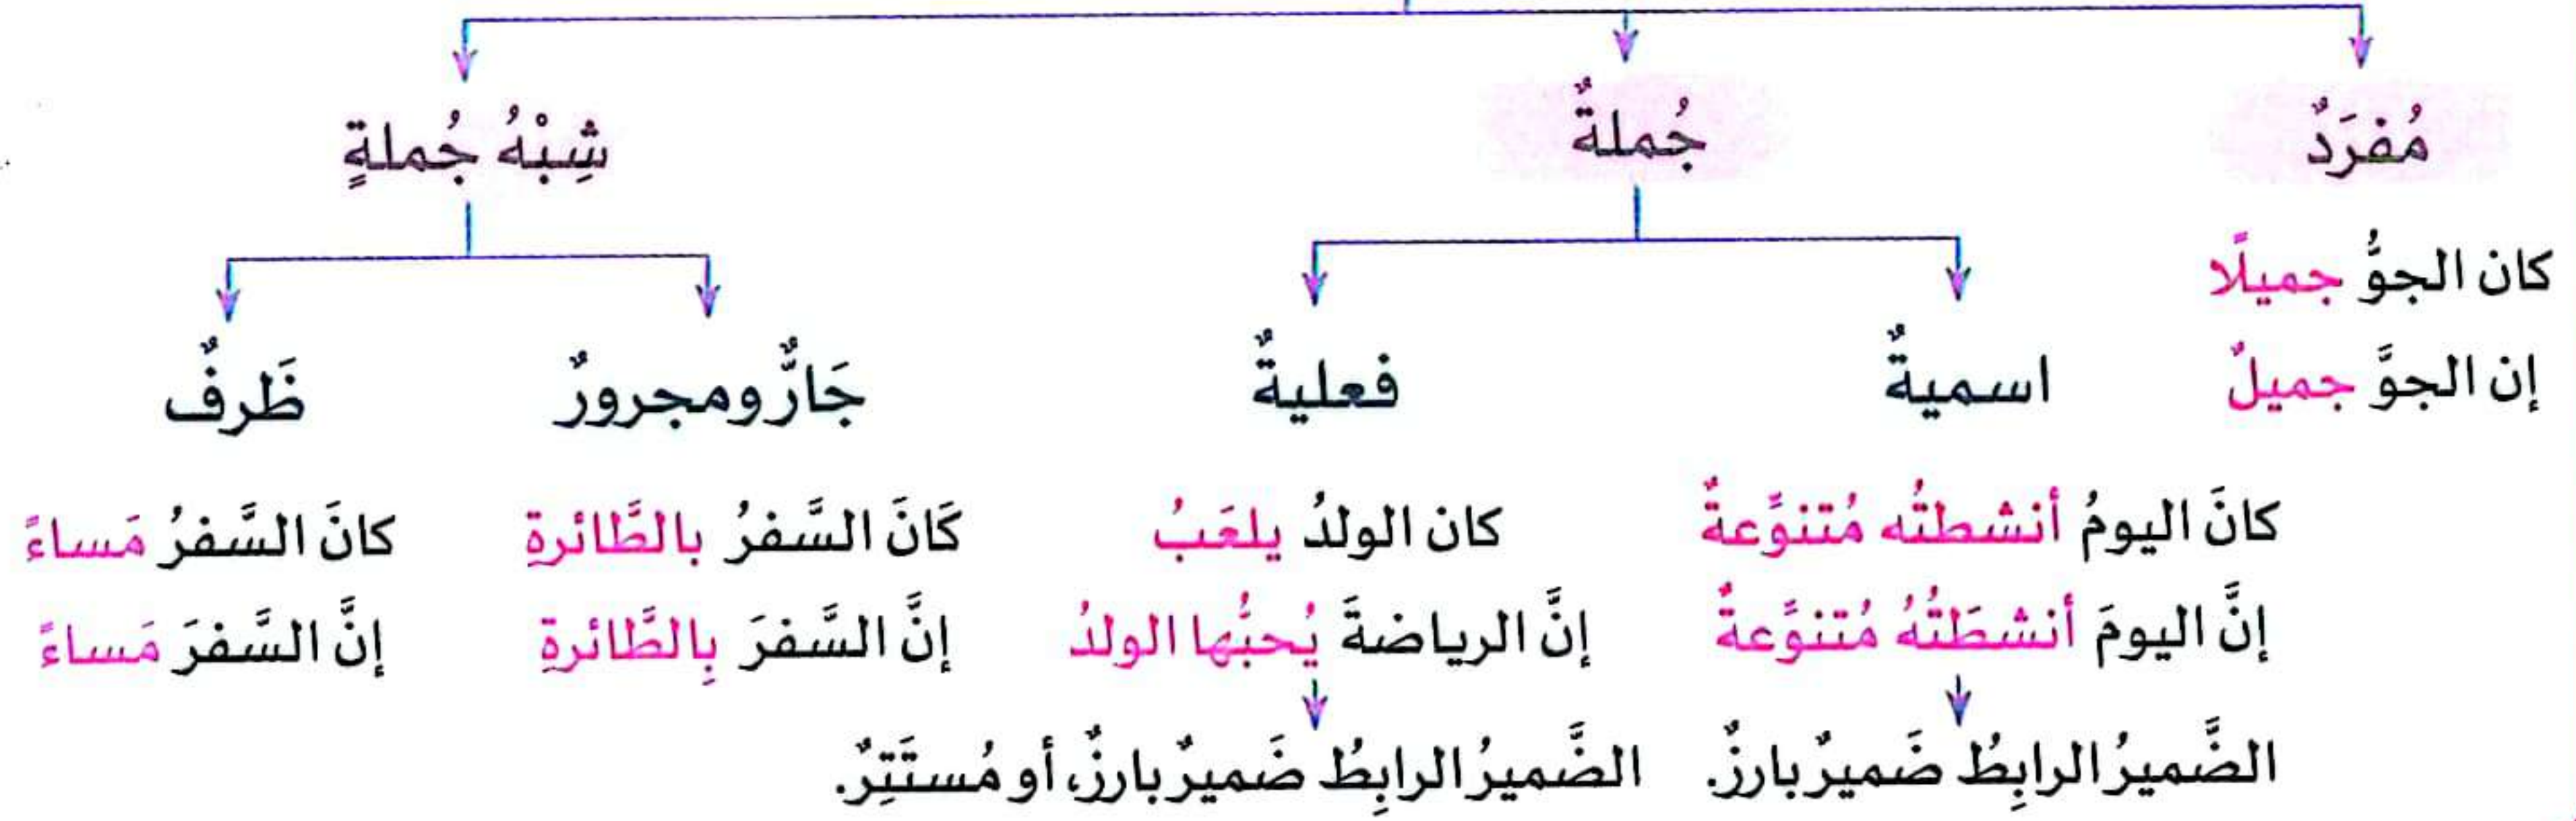 مُفرَدٌ
كان الجوُّ جميلًا
إن الجوَّ جميلٌ
جُملةٌ
اسميةٌ
كانَ اليومُ أنشطتُه مُتنوِّعةٌ
إنَّ اليومَ أنشطَتُهُ مُتنوِّعةٌ
الضَّميرُ الرابِطُ ضَميرٌ بارزٌ.
فعليةٌ
كان الولدُ يلعَبُ
إنَّ الرياضةَ يُحبُّها الولدُ
الضَّميرُ الرابِطُ ضَميرٌ بارزٌ، أو مُستَتِرٌ.
شِبْهُ جُملةٍ
جَارٌّ ومجرورٌ
كَانَ السَّفرُ بالطَّائرةِ
إنَّ السَّفرَ بِالطَّائرةِ
ظَرفٌ
كانَ السَّفرُ مَساءً
إنَّ السَّفرَ مَساءً